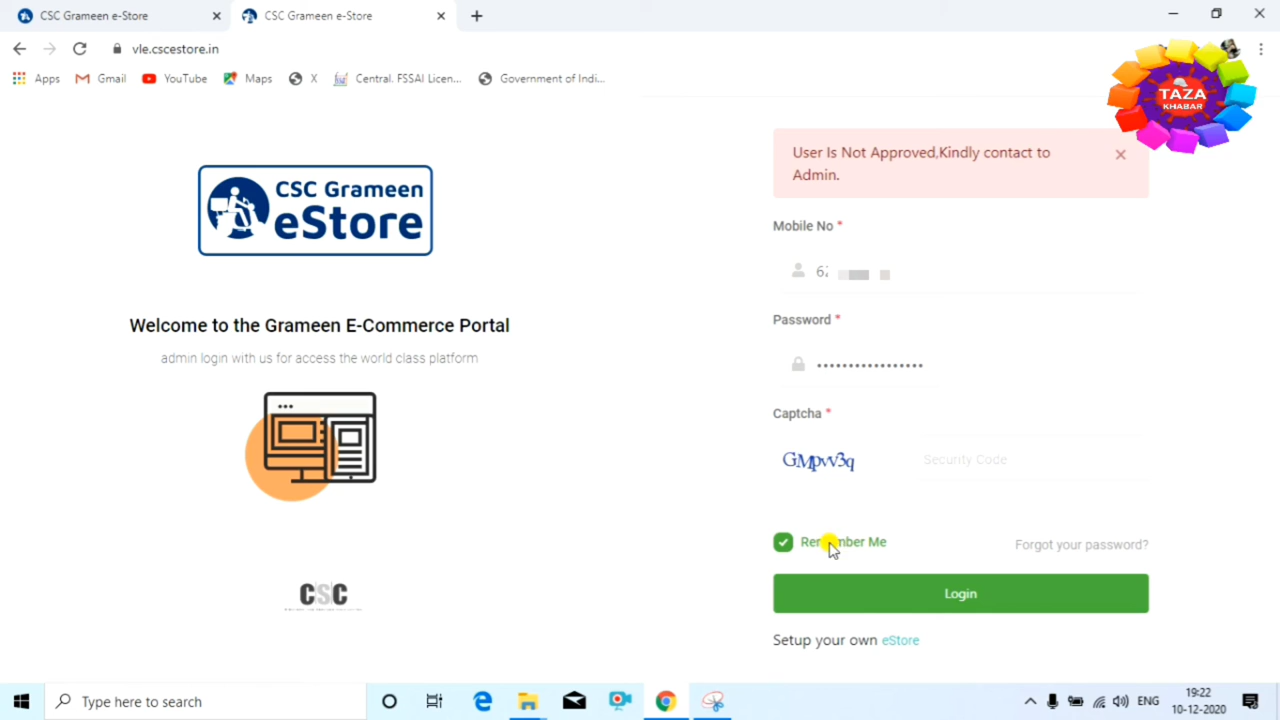 CSC Grameen e-Store
CSC Grameen e-Store
vle.cscestore.in
Apps
Gmail
YouTube
Maps
X
Central. FSSAI Licen...
Government of Indi...
TAZA
KHABAR
User Is Not Approved,Kindly contact to
Admin.
CSC Grameen
eStore
Mobile No *
Welcome to the Grameen E-Commerce Portal
admin login with us for access the world class platform
Password *
•••••••••••••••••
Captcha *
GMpvv3q
Security Code
Remember Me
Forgot your password?
CSC
Login
Setup your own eStore
Type here to search
ENG
19:22
10-12-2020